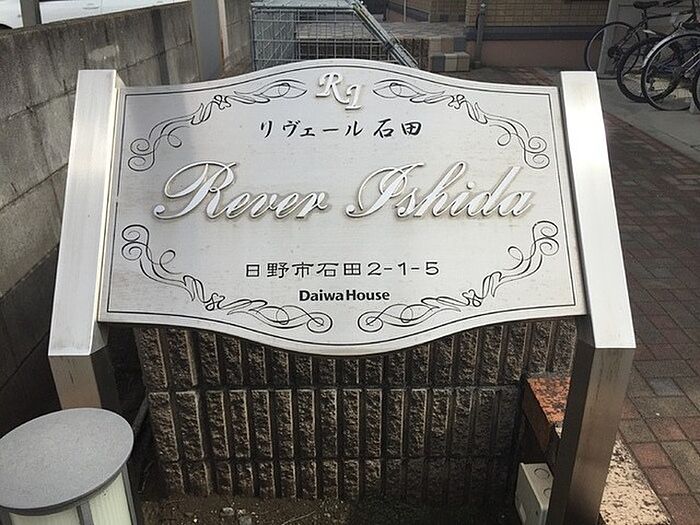 RI
リヴェール石田
Rever Ishida
日野市石田2-1-5
DaiwaHouse